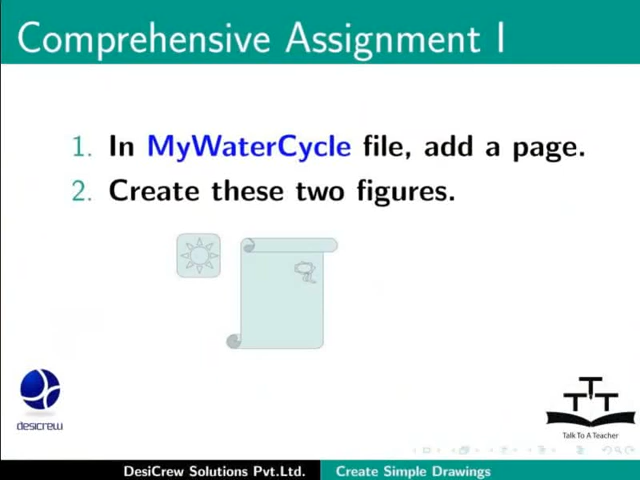 Comprehensive Assignment I
1. In MyWaterCycle file, add a page.
2. Create these two figures.
desicrew
TTT
Talk To A Teacher
DesiCrew Solutions Pvt.Ltd. Create Simple Drawings